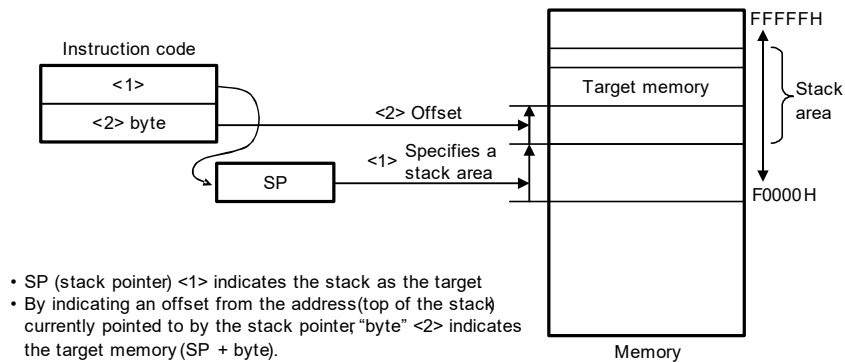 FFFFFH
Instruction code
<1>
<2> byte
Target memory
Stack
area
<2> Offset
<1> Specifies a
stack area
SP
F0000H
• SP (stack pointer) <1> indicates the stack as the target
• By indicating an offset from the address(top of the stack)
currently pointed to by the stack pointer, “byte” <2> indicates
the target memory (SP + byte).
Memory